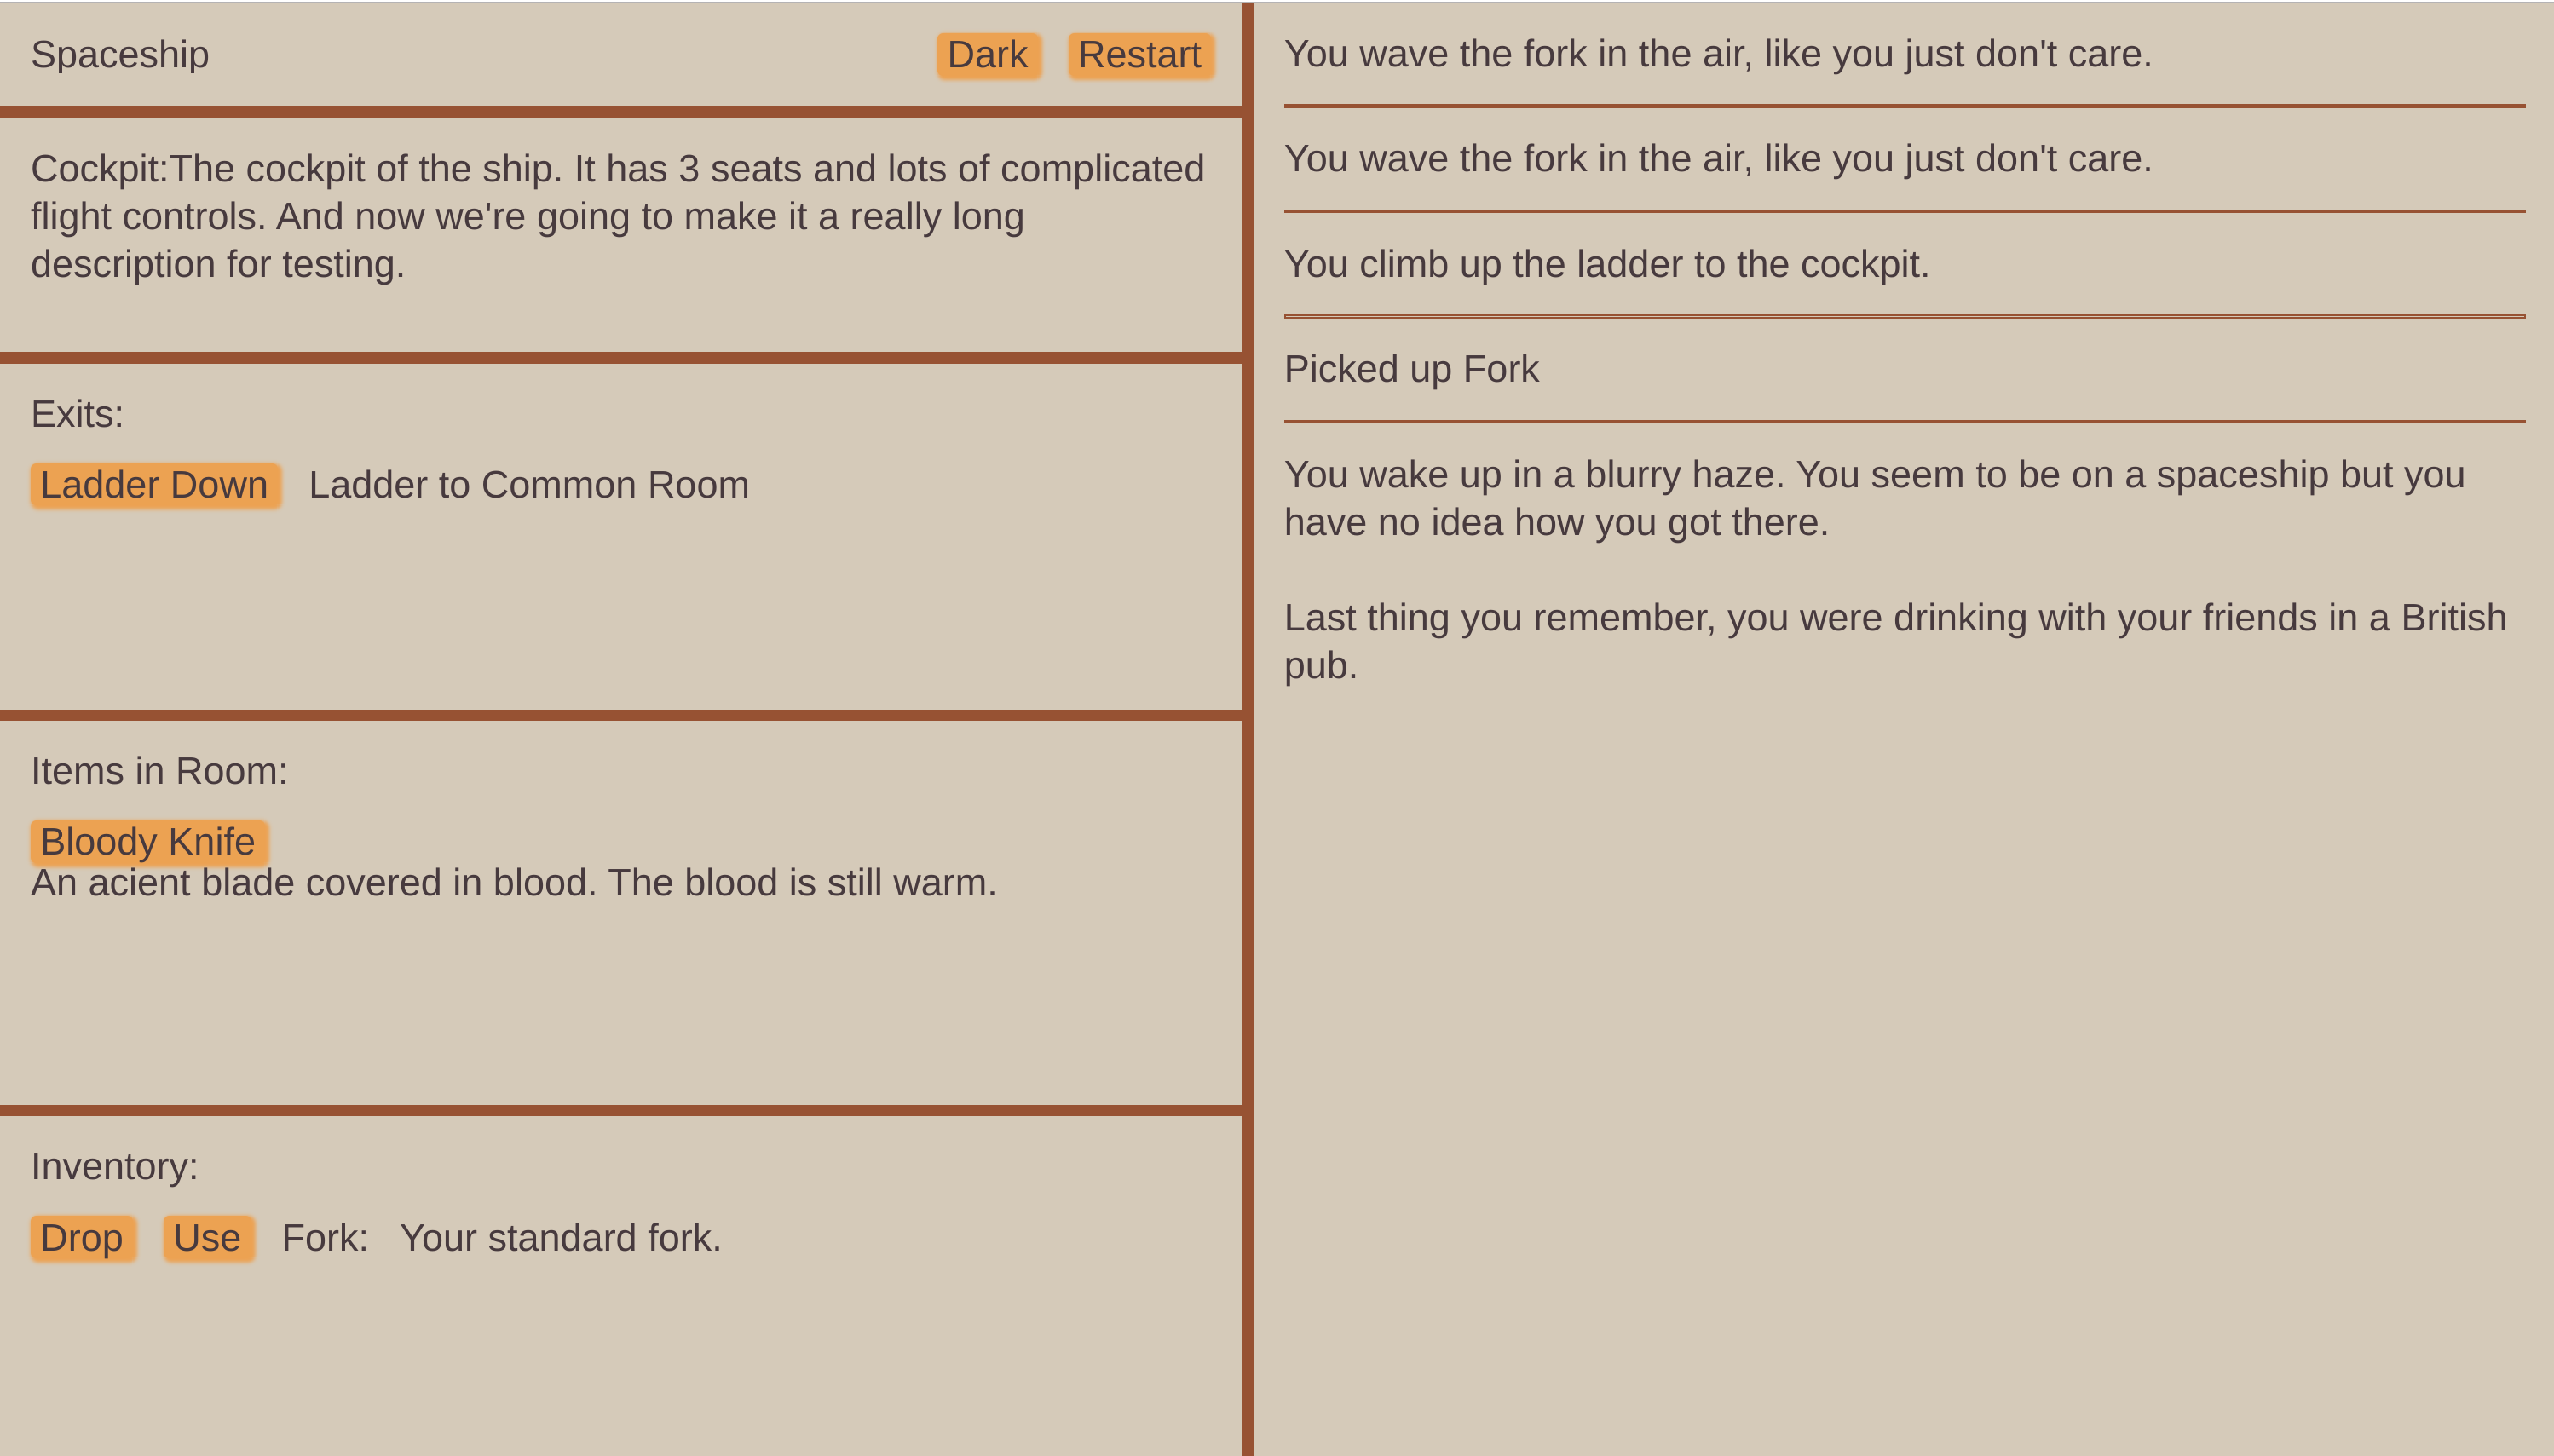 Spaceship
Dark Restart
Cockpit:The cockpit of the ship. It has 3 seats and lots of complicated
flight controls. And now we're going to make it a really long
description for testing.
Exits:
Ladder Down Ladder to Common Room
Items in Room:
Bloody Knife
An acient blade covered in blood. The blood is still warm.
Inventory:
Drop Use Fork: Your standard fork.
You wave the fork in the air, like you just don't care.
You wave the fork in the air, like you just don't care.
You climb up the ladder to the cockpit.
Picked up Fork
You wake up in a blurry haze. You seem to be on a spaceship but you
have no idea how you got there.
Last thing you remember, you were drinking with your friends in a British
pub.